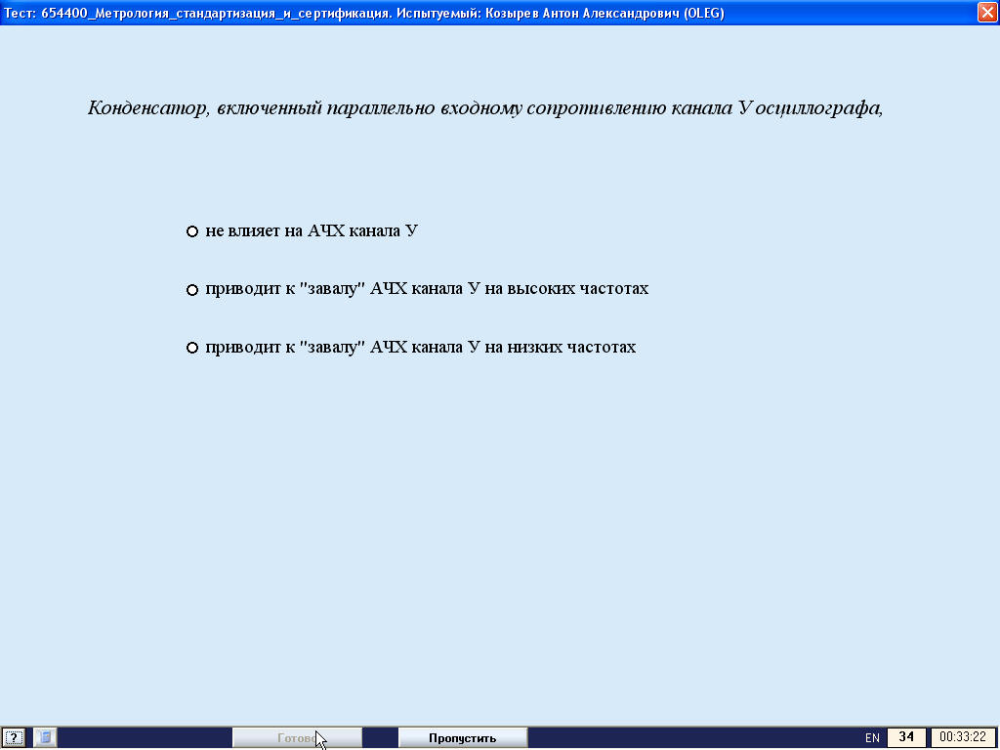 Тест: 654400_Метрология_стандартизация_и_сертификация. Испытуемый: Козырев Антон Александрович (OLEG)
Конденсатор, включенный параллельно входному сопротивлению канала У осциллографа,
не влияет на АЧХ канала У
приводит к "завалу" АЧХ канала У на высоких частотах
приводит к "завалу" АЧХ канала У на низких частотах
? Готово Пропустить EN 34 00:33:22